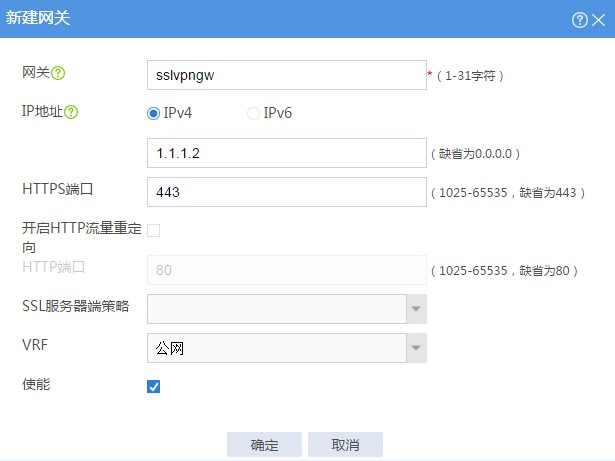 新建网关
网关 sslvpngw *（1-31字符）
IP地址 IPv4 IPv6
1.1.1.2（缺省为0.0.0.0）
HTTPS端口 443（1025-65535，缺省为443）
开启HTTP流量重定
向
HTTP端口 80（1025-65535，缺省为80）
SSL服务器端策略
VRF 公网
使能
确定 取消